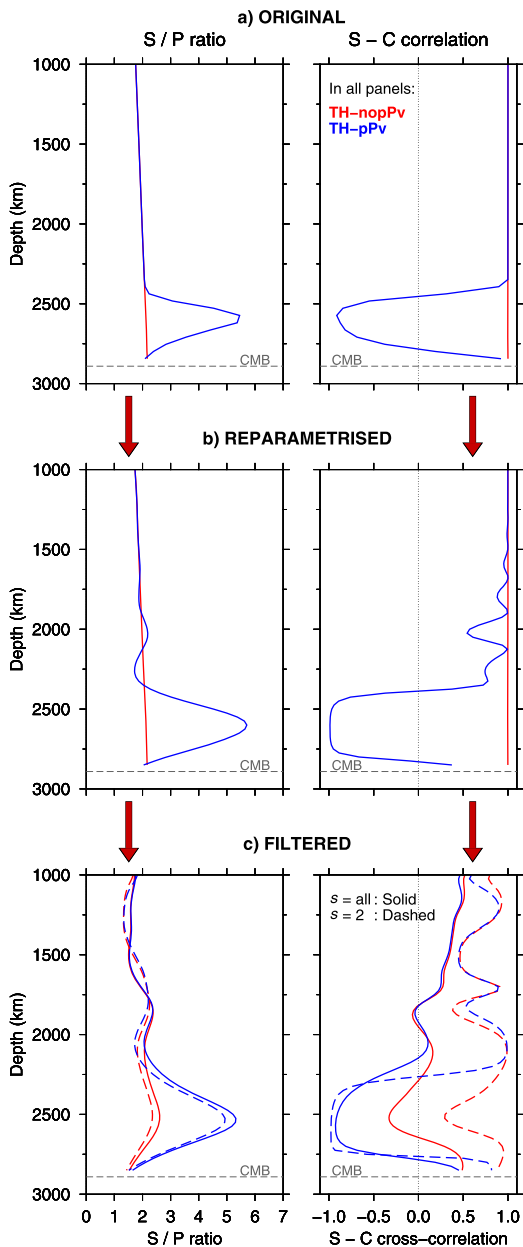 a) ORIGINAL
S / P ratio
S − C correlation
1000
1500
2000
2500
3000
Depth (km)
CMB
In all panels:
TH−nopPv
TH−pPv
CMB
b) REPARAMETRISED
1000
1500
2000
2500
3000
Depth (km)
CMB
CMB
c) FILTERED
1000
1500
2000
2500
3000
Depth (km)
CMB
s = all : Solid
s = 2 : Dashed
CMB
0 1 2 3 4 5 6 7
−1.0 −0.5 0.0 0.5 1.0
S / P ratio
S − C cross−correlation